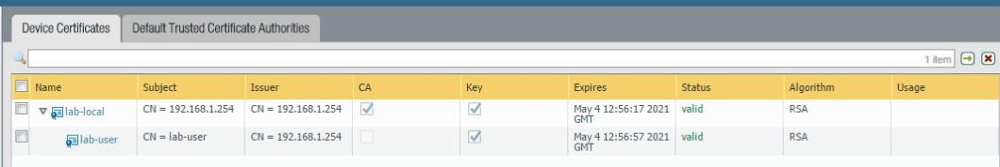 Device Certificates Default Trusted Certificate Authorities
1 item
Name Subject Issuer CA Key Expires Status Algorithm Usage
lab-local CN = 192.168.1.254 CN = 192.168.1.254 May 4 12:56:17 2021 GMT valid RSA
lab-user CN = lab-user CN = 192.168.1.254 May 4 12:56:57 2021 GMT valid RSA